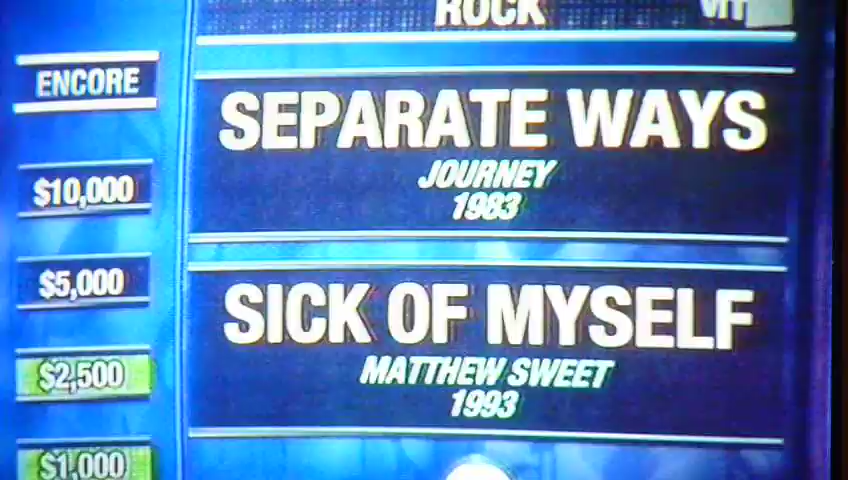 ROCK
ENCORE
SEPARATE WAYS
JOURNEY
1983
$10,000
$5,000
SICK OF MYSELF
MATTHEW SWEET
1993
$2,500
$1,000